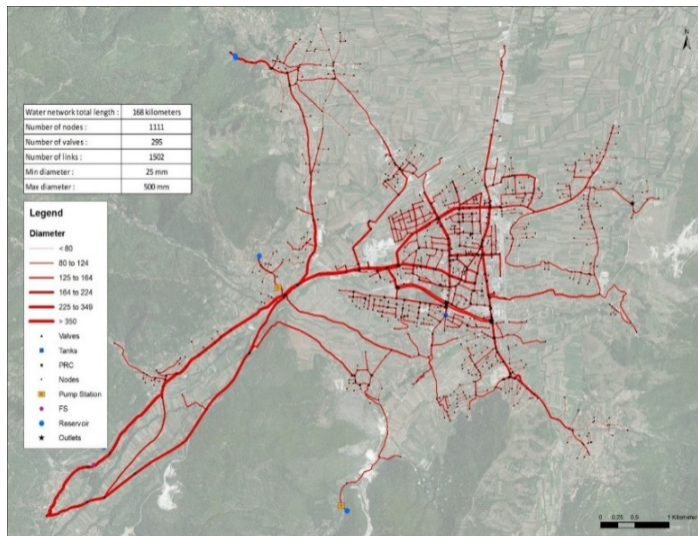 N
Water network total length : 168 kilometers
Number of nodes : 1111
Number of valves : 295
Number of links : 1502
Min diameter : 25 mm
Max diameter : 500 mm
Legend
Diameter
< 80
80 to 124
125 to 164
164 to 224
225 to 349
> 350
Valves
Tanks
PRC
Nodes
Pump Station
FS
Reservoir
Outlets
0 0,25 0,5 1 Kilometer